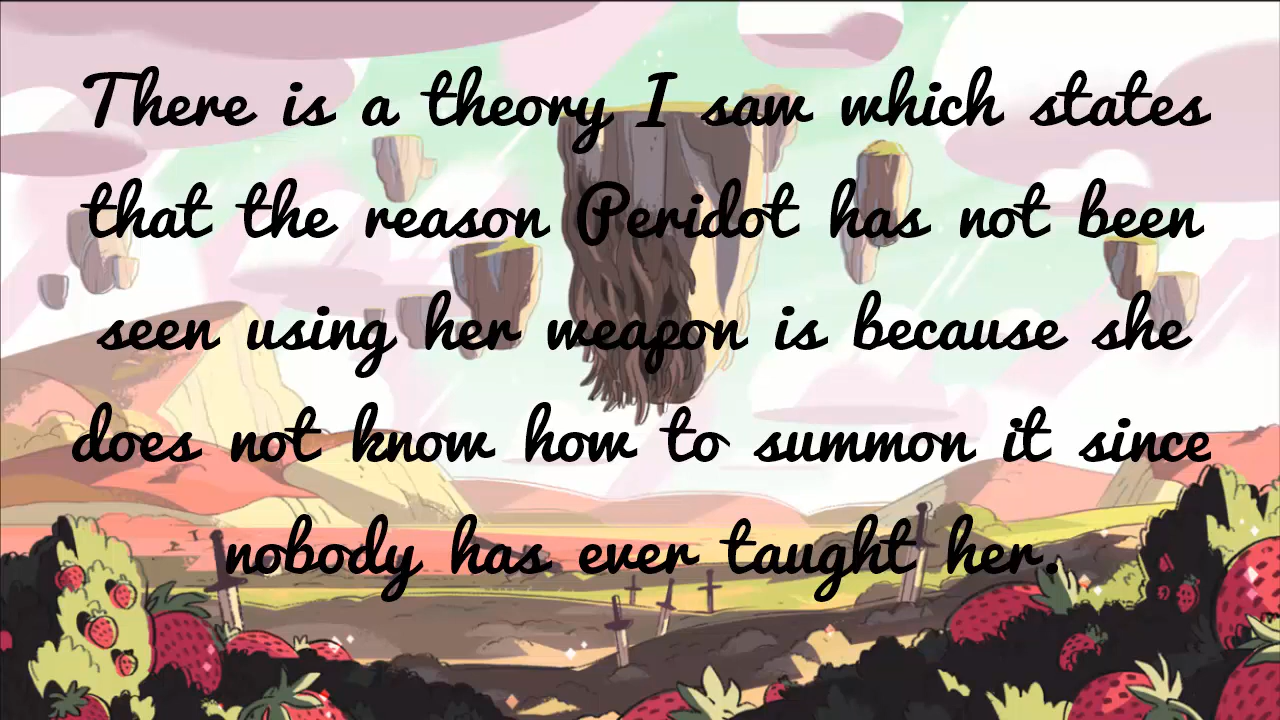 There is a theory I saw which states
that the reason Peridot has not been
seen using her weapon is because she
does not know how to summon it since
nobody has ever taught her.